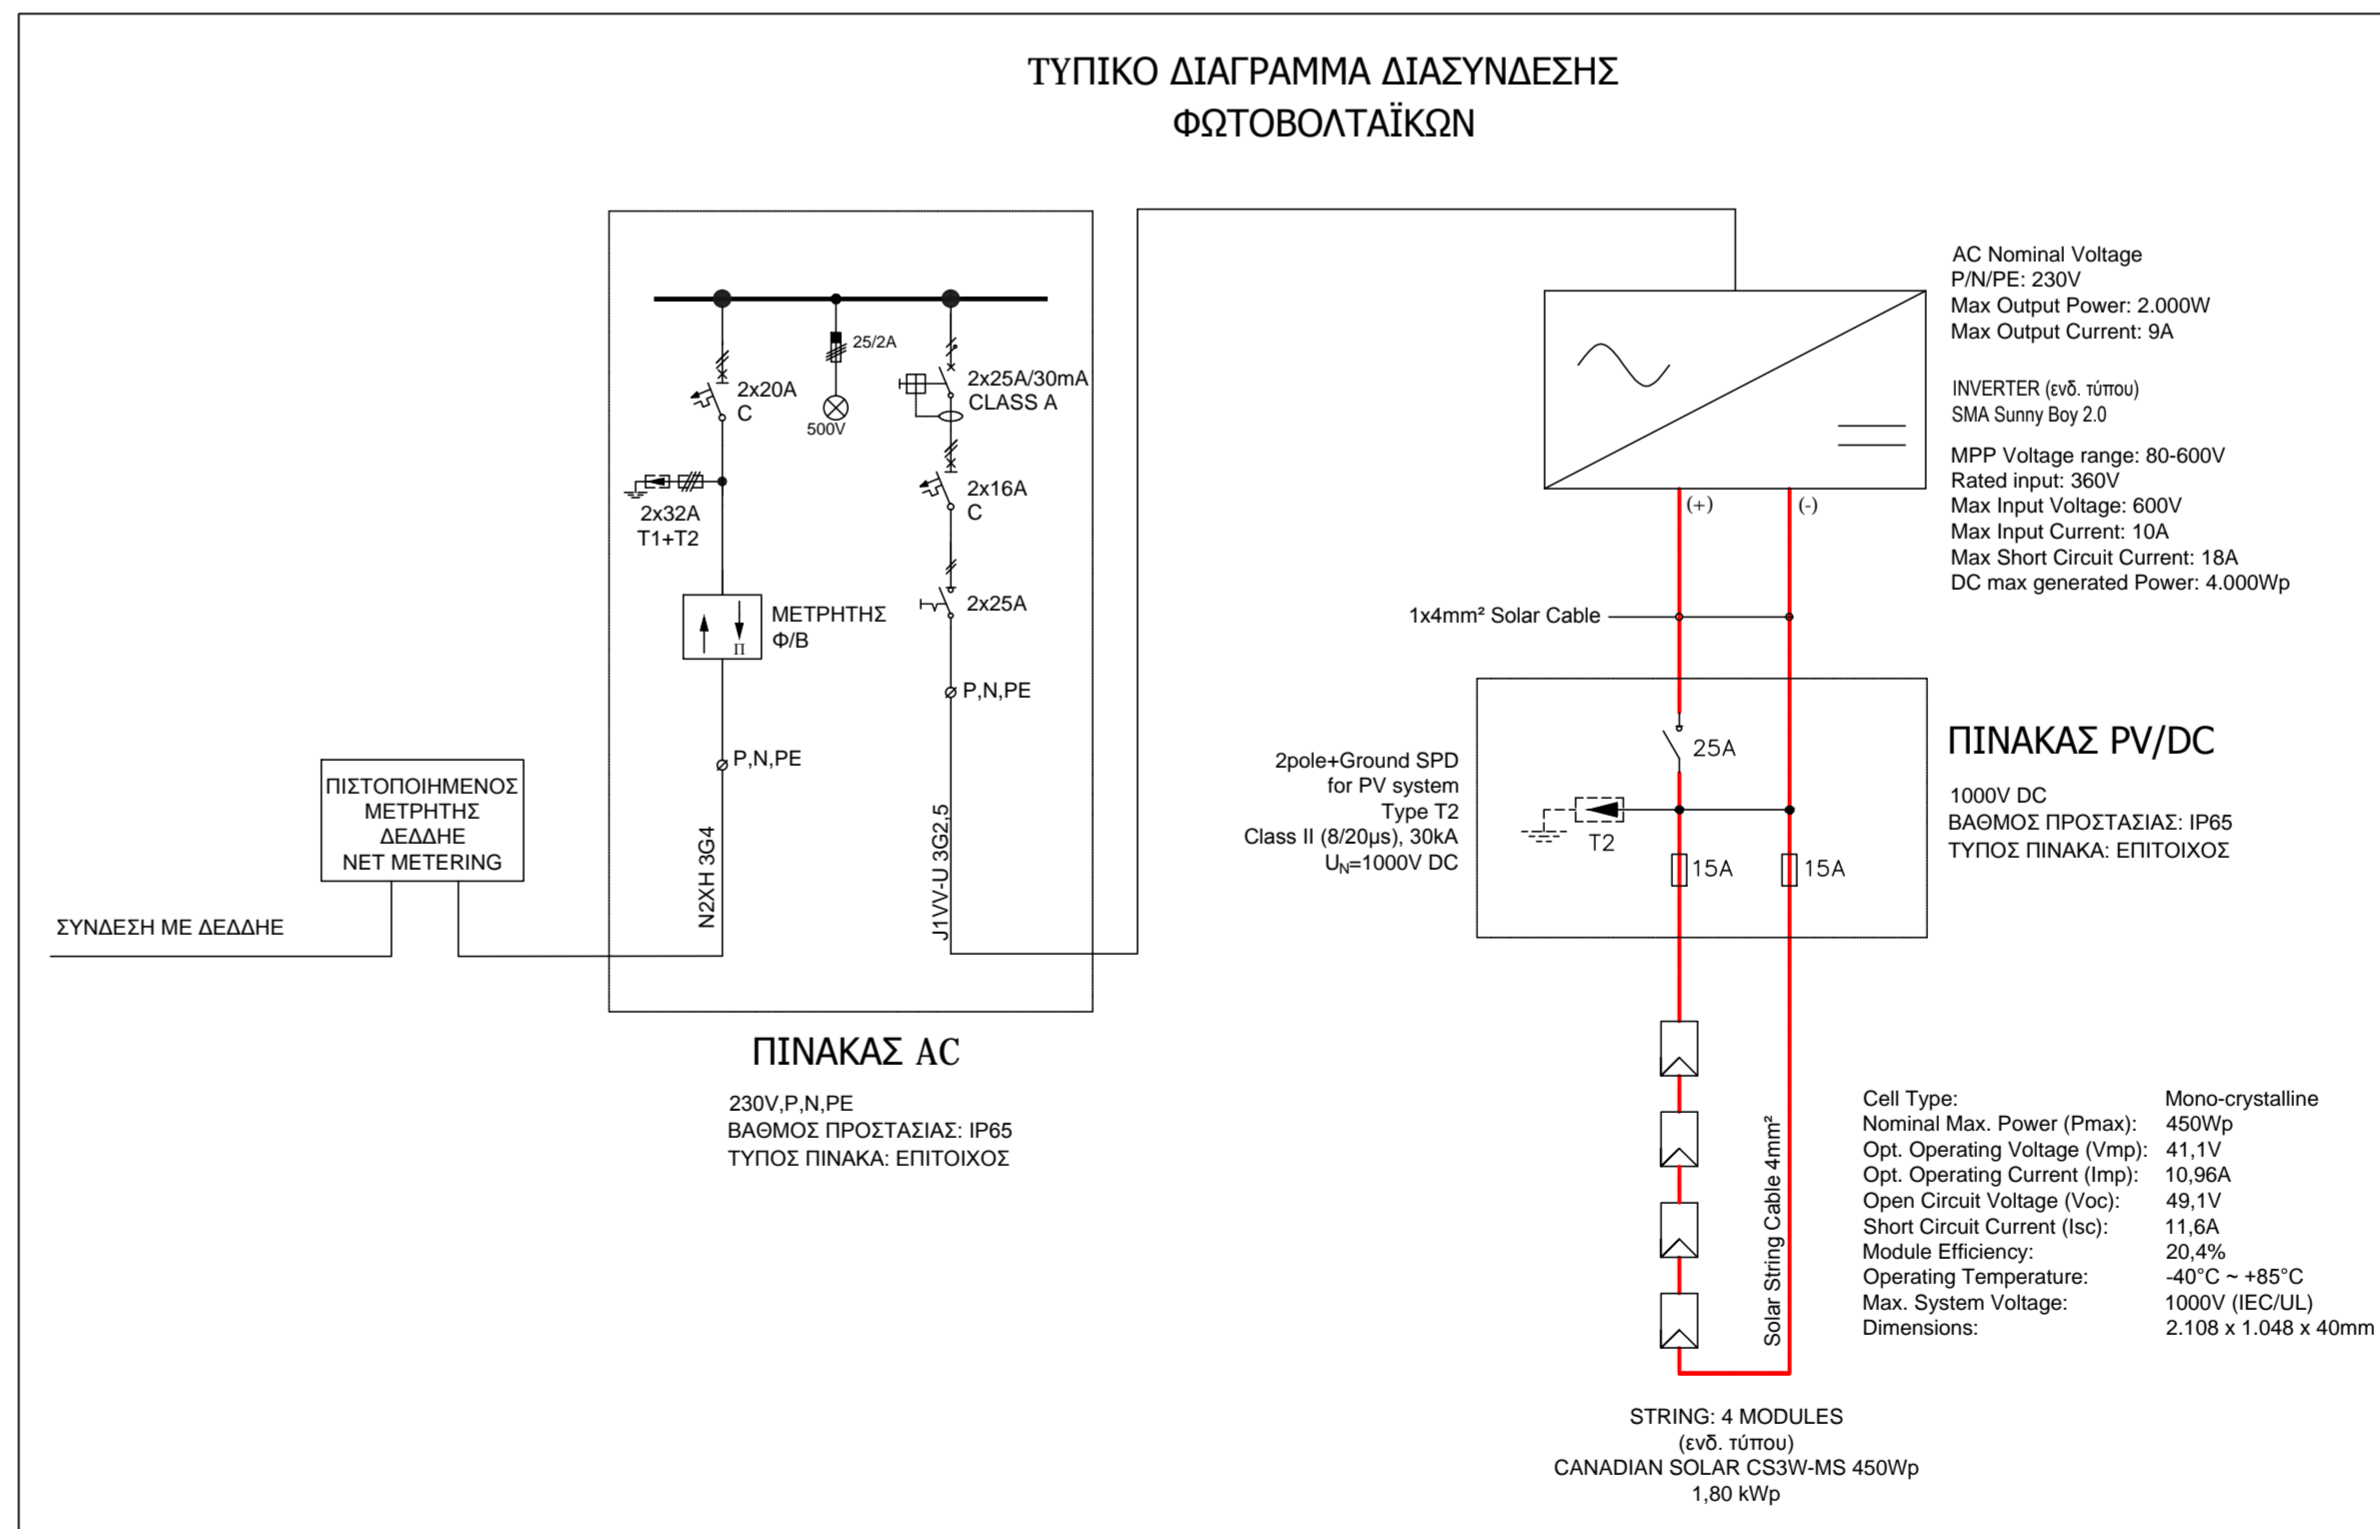 ΤΥΠΙΚΟ ΔΙΑΓΡΑΜΜΑ ΔΙΑΣΥΝΔΕΣΗΣ
ΦΩΤΟΒΟΛΤΑΪΚΩΝ
25/2A
500V
2x20A
C
2x32A
T1+T2
ΜΕΤΡΗΤΗΣ
Φ/Β
Π
P,N,PE
N2XH 3G4
2x25A/30mA
CLASS A
2x16A
C
2x25A
P,N,PE
J1VV-U 3G2,5
ΠΙΣΤΟΠΟΙΗΜΕΝΟΣ
ΜΕΤΡΗΤΗΣ
ΔΕΔΔΗΕ
NET METERING
ΣΥΝΔΕΣΗ ΜΕ ΔΕΔΔΗΕ
ΠΙΝΑΚΑΣ AC
230V,P,N,PE
ΒΑΘΜΟΣ ΠΡΟΣΤΑΣΙΑΣ: IP65
ΤΥΠΟΣ ΠΙΝΑΚΑ: ΕΠΙΤΟΙΧΟΣ
AC Nominal Voltage
P/N/PE: 230V
Max Output Power: 2.000W
Max Output Current: 9A
INVERTER (ενδ. τύπου)
SMA Sunny Boy 2.0
MPP Voltage range: 80-600V
Rated input: 360V
Max Input Voltage: 600V
Max Input Current: 10A
Max Short Circuit Current: 18A
DC max generated Power: 4.000Wp
(+)
(-)
1x4mm² Solar Cable
2pole+Ground SPD
for PV system
Type T2
Class II (8/20μs), 30kA
U<sub>N</sub>=1000V DC
25A
T2
15A
15A
ΠΙΝΑΚΑΣ PV/DC
1000V DC
ΒΑΘΜΟΣ ΠΡΟΣΤΑΣΙΑΣ: IP65
ΤΥΠΟΣ ΠΙΝΑΚΑ: ΕΠΙΤΟΙΧΟΣ
Solar String Cable 4mm²
Cell Type: Mono-crystalline
Nominal Max. Power (Pmax): 450Wp
Opt. Operating Voltage (Vmp): 41,1V
Opt. Operating Current (Imp): 10,96A
Open Circuit Voltage (Voc): 49,1V
Short Circuit Current (Isc): 11,6A
Module Efficiency: 20,4%
Operating Temperature: -40°C ~ +85°C
Max. System Voltage: 1000V (IEC/UL)
Dimensions: 2.108 x 1.048 x 40mm
STRING: 4 MODULES
(ενδ. τύπου)
CANADIAN SOLAR CS3W-MS 450Wp
1,80 kWp